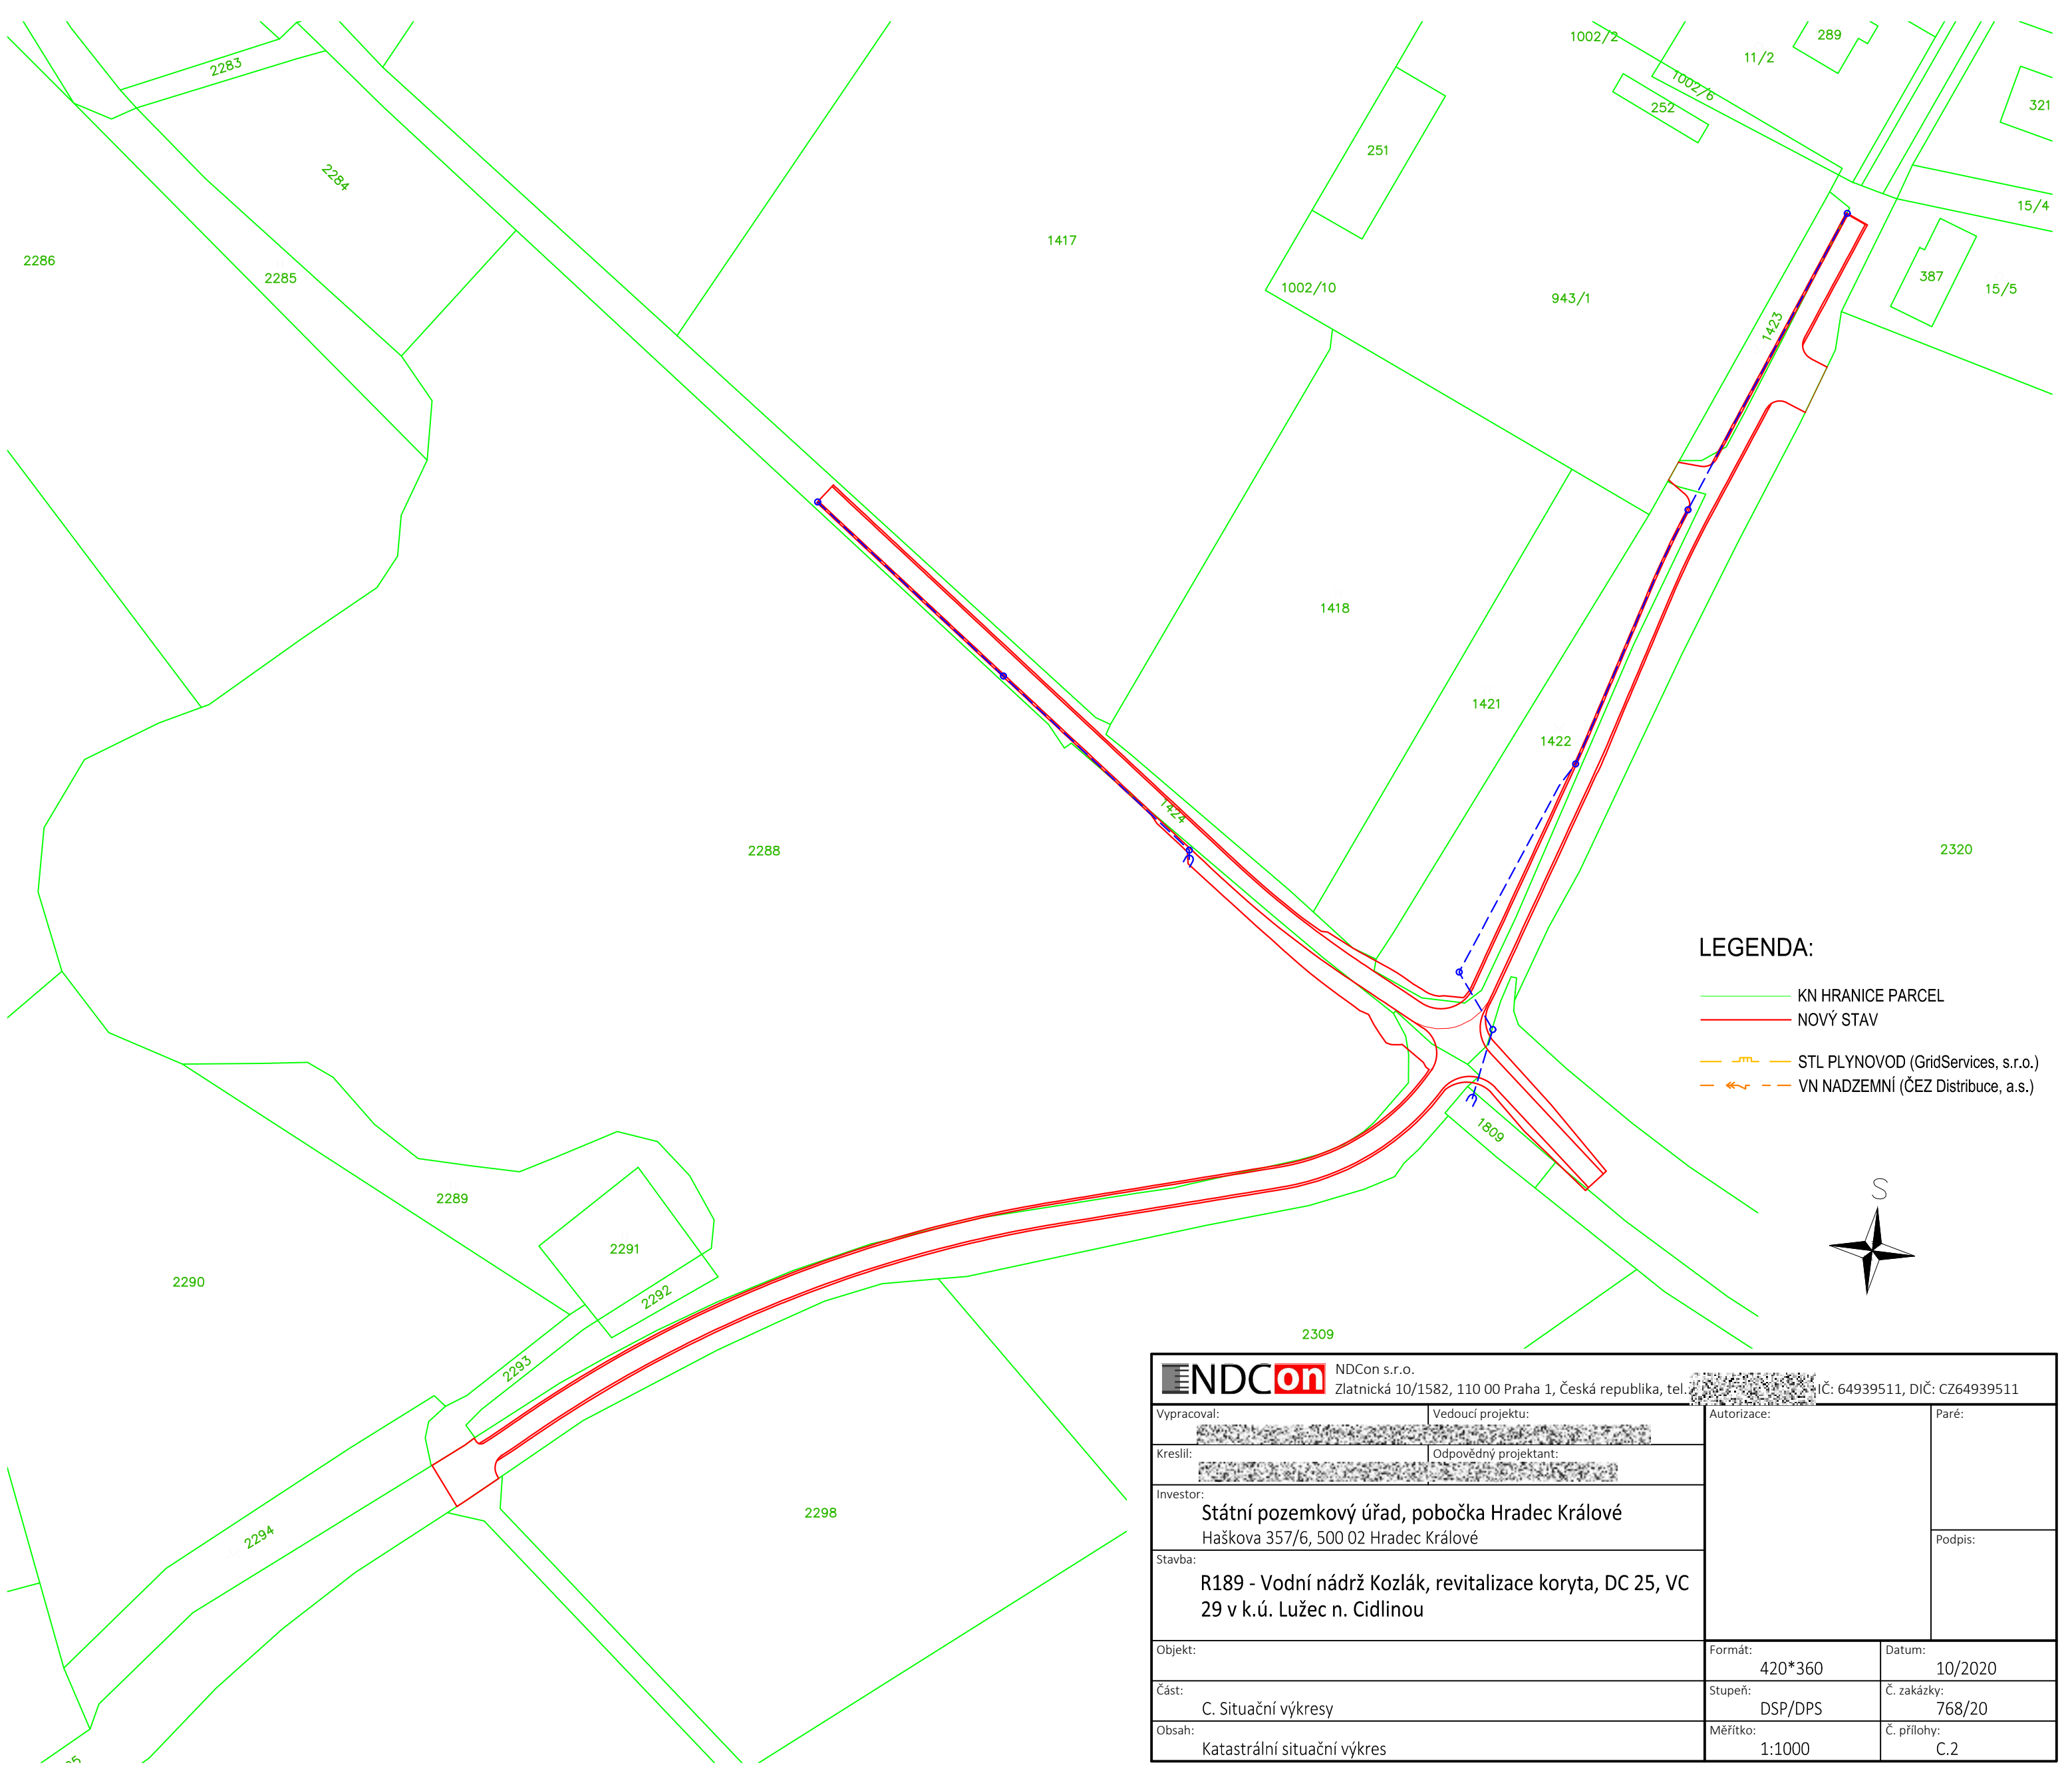 1002/2
289
11/2
2283
1002/6
252
321
251
2284
15/4
1417
2286
2285
387
15/5
1002/10
943/1
1423
1418
1421
1422
1424
2288
2320
LEGENDA:
KN HRANICE PARCEL
NOVÝ STAV
STL PLYNOVOD (GridServices, s.r.o.)
VN NADZEMNÍ (ČEZ Distribuce, a.s.)
1809
S
2289
2291
2290
2292
2309
2293
2298
2294
NDCon
NDCon s.r.o.
Zlatnická 10/1582, 110 00 Praha 1, Česká republika, tel. IČ: 64939511, DIČ: CZ64939511
Vypracoval:
Vedoucí projektu:
Autorizace:
Paré:
Kreslil:
Odpovědný projektant:
Investor:
Státní pozemkový úřad, pobočka Hradec Králové
Haškova 357/6, 500 02 Hradec Králové
Podpis:
Stavba:
R189 - Vodní nádrž Kozlák, revitalizace koryta, DC 25, VC
29 v k.ú. Lužec n. Cidlinou
Objekt:
Formát:
420*360
Datum:
10/2020
Část:
C. Situační výkresy
Stupeň:
DSP/DPS
Č. zakázky:
768/20
Obsah:
Katastrální situační výkres
Měřítko:
1:1000
Č. přílohy:
C.2